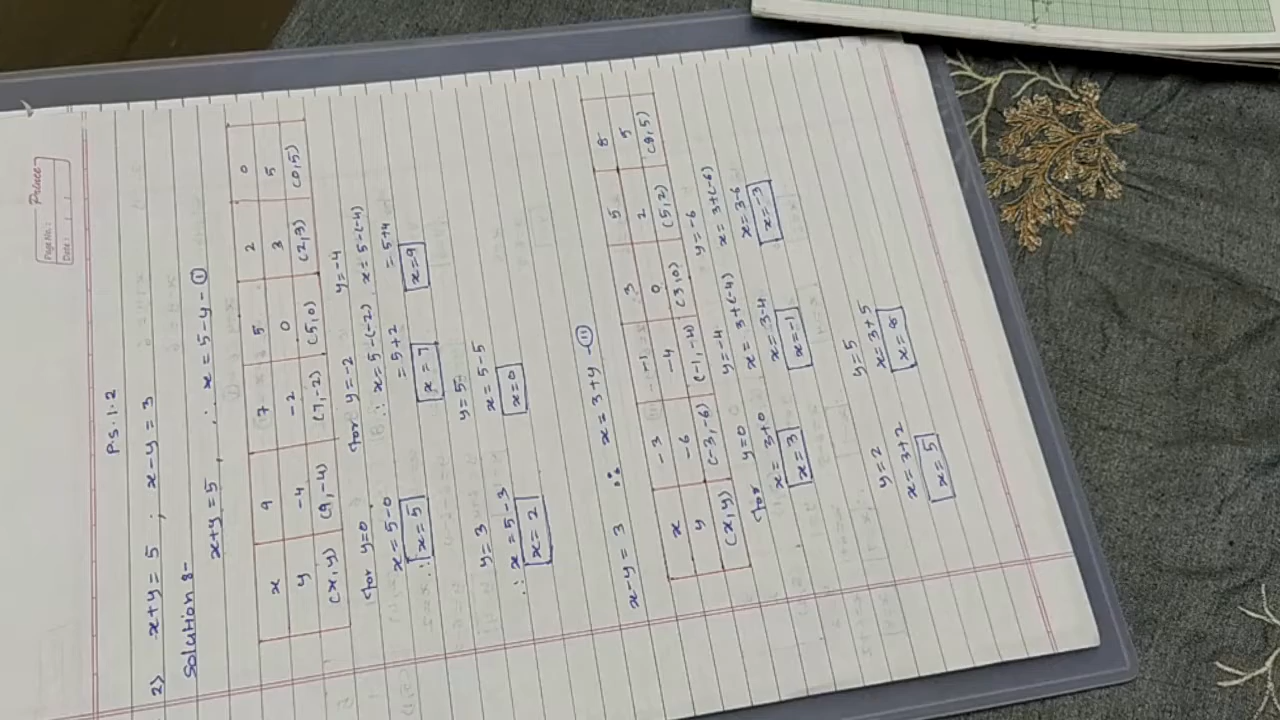 Prince
Page No.:
Date: / /
P.S. 1.2
2) x+y = 5 ; x-y = 3
Solution :-
x+y = 5 , ∴ x = 5-y - ①
x 9 7 5 2 0
y -4 -2 0 3 5
(x,y) (9,-4) (7,-2) (5,0) (2,3) (0,5)
for y=0 for y=-2 y=-4
x=5-0 ∴ x=5-(-2) x=5-(-4)
∴ x=5 =5+2 =5+4
x=7 x=9
y=3 y=5
∴ x=5-3 x=5-5
x=2 x=0
x-y = 3 ∴ x = 3+y - ⑪
x -3 -1 3 5 8
y -6 -4 0 2 5
(x,y) (-3,-6) (-1,-4) (3,0) (5,2) (8,5)
for y=0 y=-4 y=-6
x= 3+0 x= 3+(-4) x= 3+(-6)
x=3 x= 3-4 x= 3-6
x=-1 x=-3
y=2 y=5
x=3+2 x=3+5
x= 5 x=8